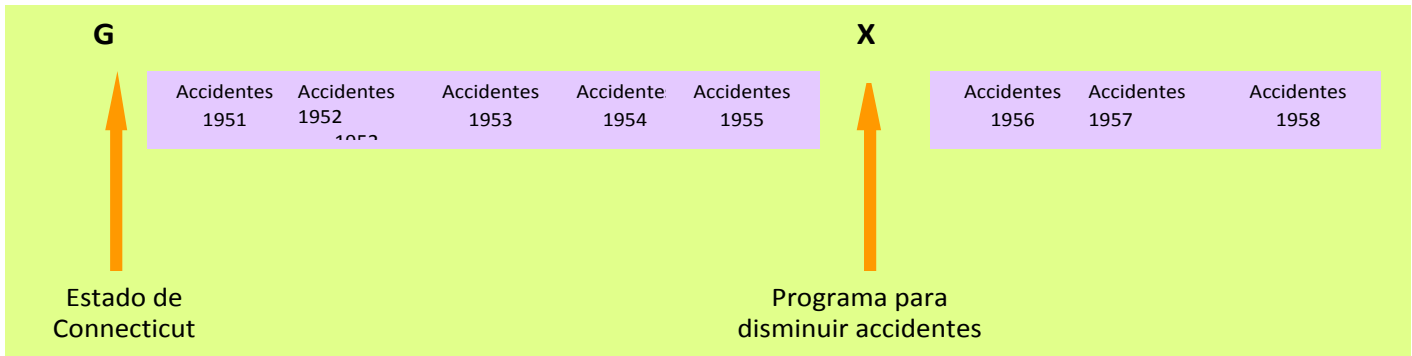 G
X
Accidentes Accidentes Accidentes Accidente Accidentes
1951 1952 1953 1954 1955
Accidentes Accidentes Accidentes
1956 1957 1958
Estado de
Connecticut
Programa para
disminuir accidentes